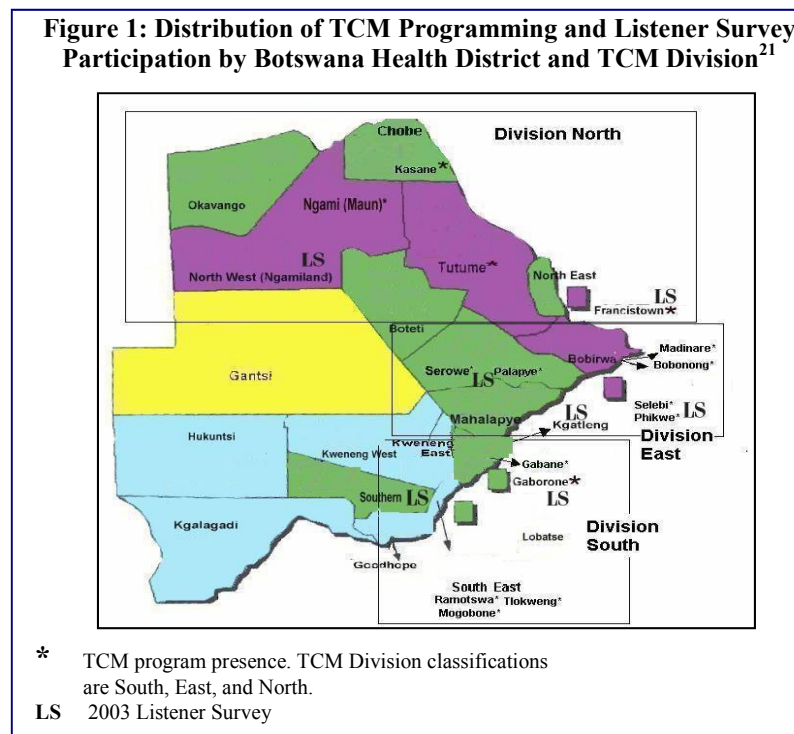 Figure 1: Distribution of TCM Programming and Listener Survey
Participation by Botswana Health District and TCM Division21
Chobe
Division North
Kasane*
Okavango
Ngami (Maun)*
LS
North West (Ngamiland)
Tutume*
North East
LS
Francistown*
Boteti
Madinare*
Bobirwa
Bobonong*
Gantsi
Serowe*
LS
Palapye*
Selebi*
Phikwe*
LS
Mahalapye
LS
Kgatleng
Division
East
Hukuntsi
Kweneng West
Kweneng
East
Gabane*
Gaborone*
LS
Southern
LS
Division
South
Kgalagadi
Lobatse
Goodhope
South East
Ramotswa* Tlokweng*
Mogobone*
* TCM program presence. TCM Division classifications
are South, East, and North.
LS 2003 Listener Survey